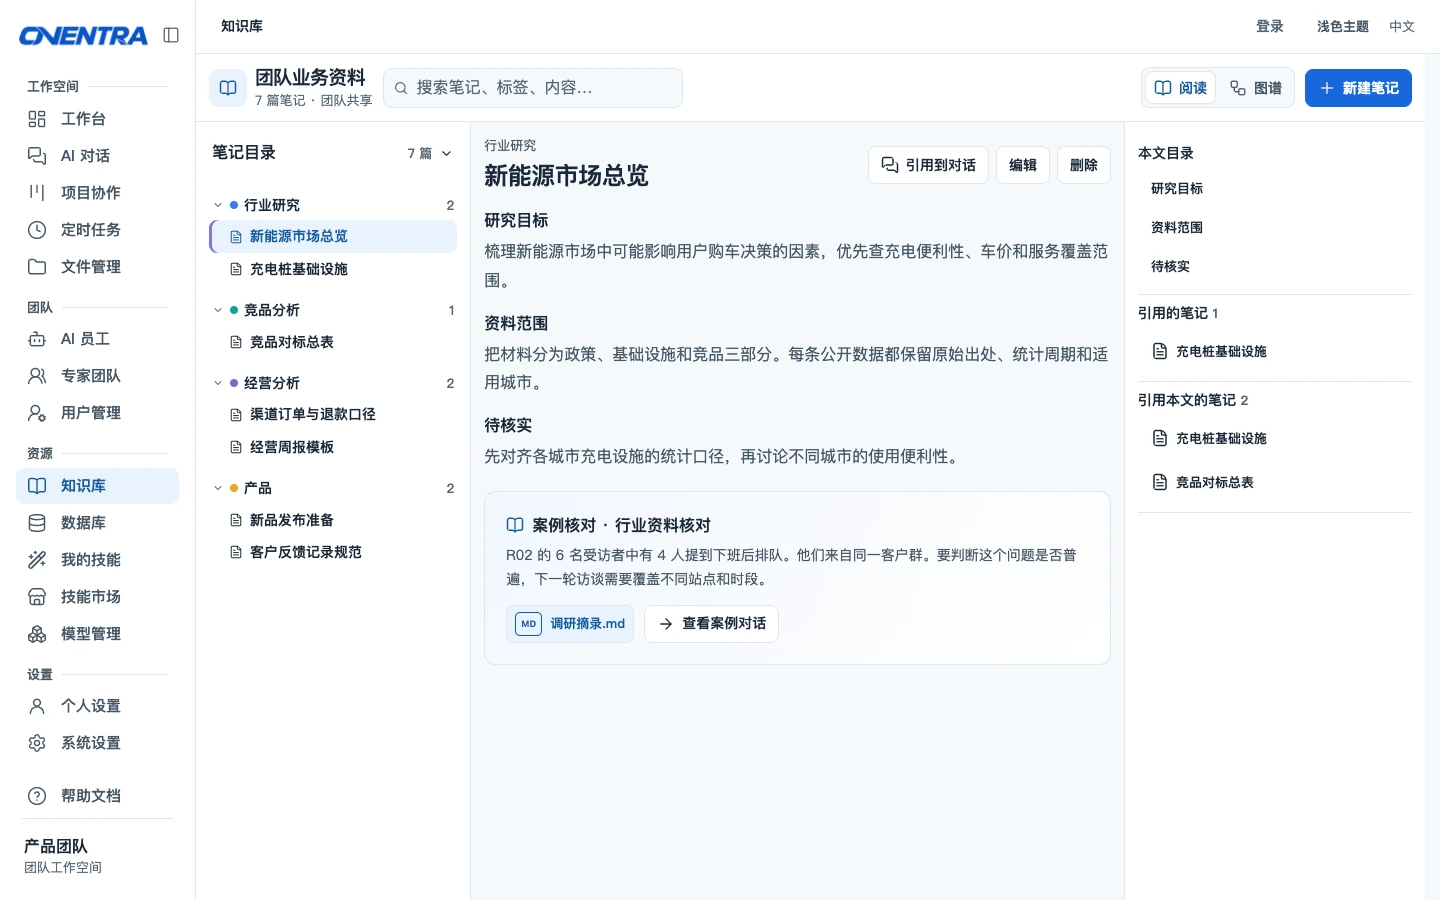 ONENTRA
工作空间
工作台
AI 对话
项目协作
定时任务
文件管理
团队
AI 员工
专家团队
用户管理
资源
知识库
数据库
我的技能
技能市场
模型管理
设置
个人设置
系统设置
帮助文档
产品团队
团队工作空间
知识库
登录
浅色主题
中文
团队业务资料
7 篇笔记 · 团队共享
搜索笔记、标签、内容...
阅读
图谱
新建笔记
笔记目录
7 篇
行业研究 2
新能源市场总览
充电桩基础设施
竞品分析 1
竞品对标总表
经营分析 2
渠道订单与退款口径
经营周报模板
产品 2
新品发布准备
客户反馈记录规范
行业研究
新能源市场总览
引用到对话
编辑
删除
研究目标
梳理新能源市场中可能影响用户购车决策的因素，优先查充电便利性、车价和服务覆盖范
围。
资料范围
把材料分为政策、基础设施和竞品三部分。每条公开数据都保留原始出处、统计周期和适
用城市。
待核实
先对齐各城市充电设施的统计口径，再讨论不同城市的使用便利性。
案例核对 · 行业资料核对
R02 的 6 名受访者中有 4 人提到下班后排队。他们来自同一客户群。要判断这个问题是否普
遍，下一轮访谈需要覆盖不同站点和时段。
MD 调研摘录.md
查看案例对话
本文目录
研究目标
资料范围
待核实
引用的笔记 1
充电桩基础设施
引用本文的笔记 2
充电桩基础设施
竞品对标总表